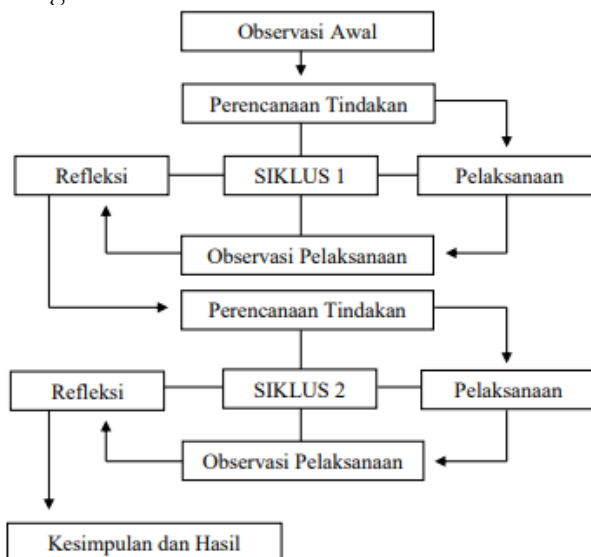 Observasi Awal
Perencanaan Tindakan
Refleksi
SIKLUS 1
Pelaksanaan
Observasi Pelaksanaan
Perencanaan Tindakan
Refleksi
SIKLUS 2
Pelaksanaan
Observasi Pelaksanaan
Kesimpulan dan Hasil